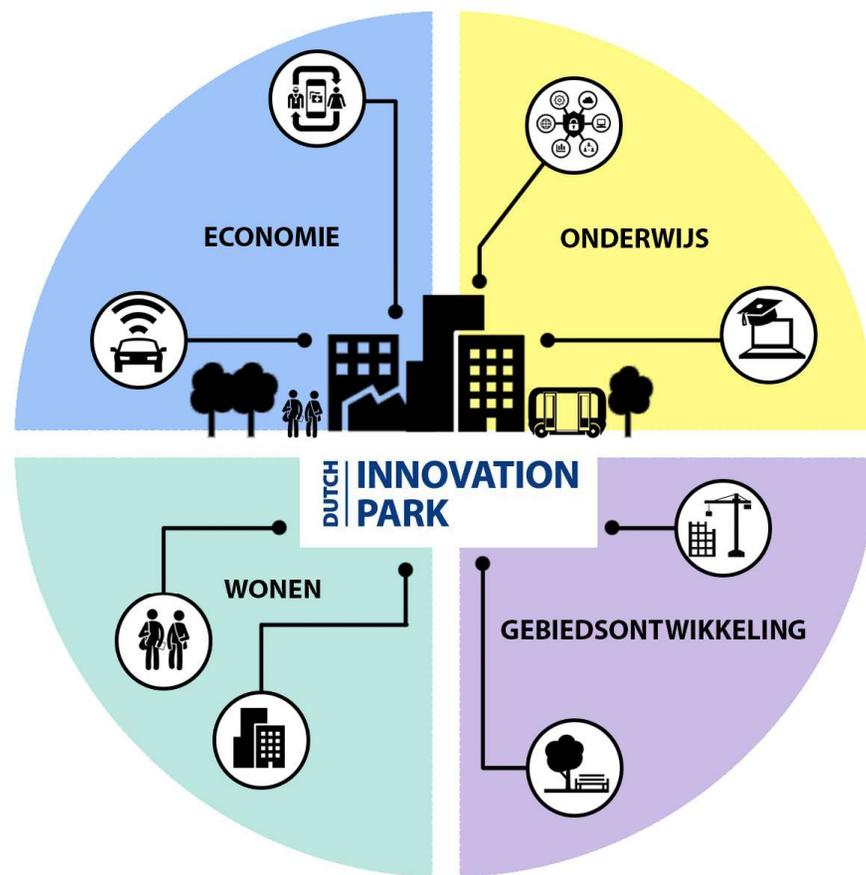 ECONOMIE
ONDERWIJS
DUTCH
INNOVATION
PARK
WONEN
GEBIEDSONTWIKKELING